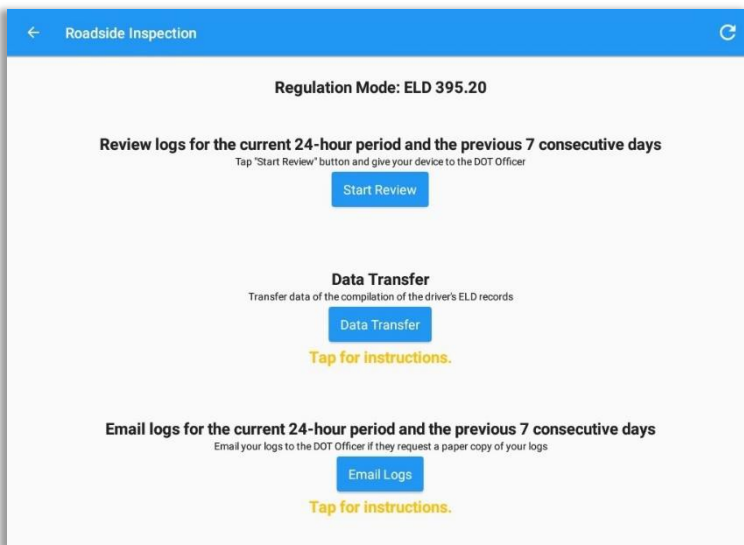 Roadside Inspection
Regulation Mode: ELD 395.20
Review logs for the current 24-hour period and the previous 7 consecutive days
Tap "Start Review" button and give your device to the DOT Officer
Start Review
Data Transfer
Transfer data of the compilation of the driver's ELD records
Data Transfer
Tap for instructions.
Email logs for the current 24-hour period and the previous 7 consecutive days
Email your logs to the DOT Officer if they request a paper copy of your logs
Email Logs
Tap for instructions.